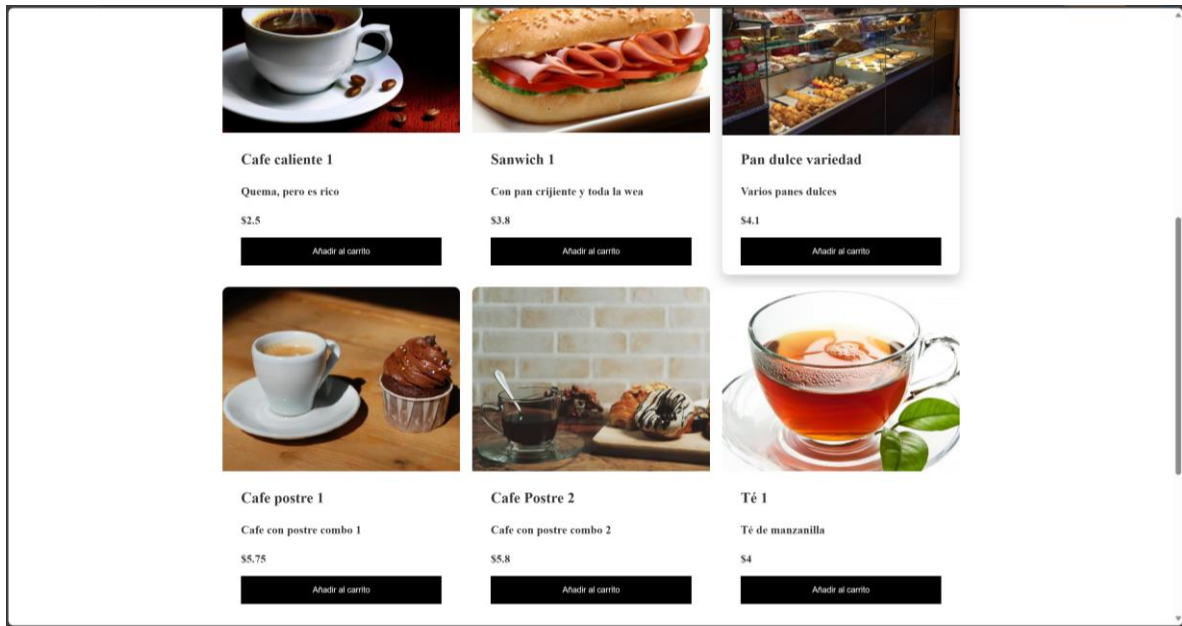 Cafe caliente 1
Quema, pero es rico
$2.5
Añadir al carrito
Sanwich 1
Con pan crijiente y toda la wea
$3.8
Añadir al carrito
Pan dulce variedad
Varios panes dulces
$4.1
Añadir al carrito
Cafe postre 1
Cafe con postre combo 1
$5.75
Añadir al carrito
Cafe Postre 2
Cafe con postre combo 2
$5.8
Añadir al carrito
Té 1
Té de manzanilla
$4
Añadir al carrito